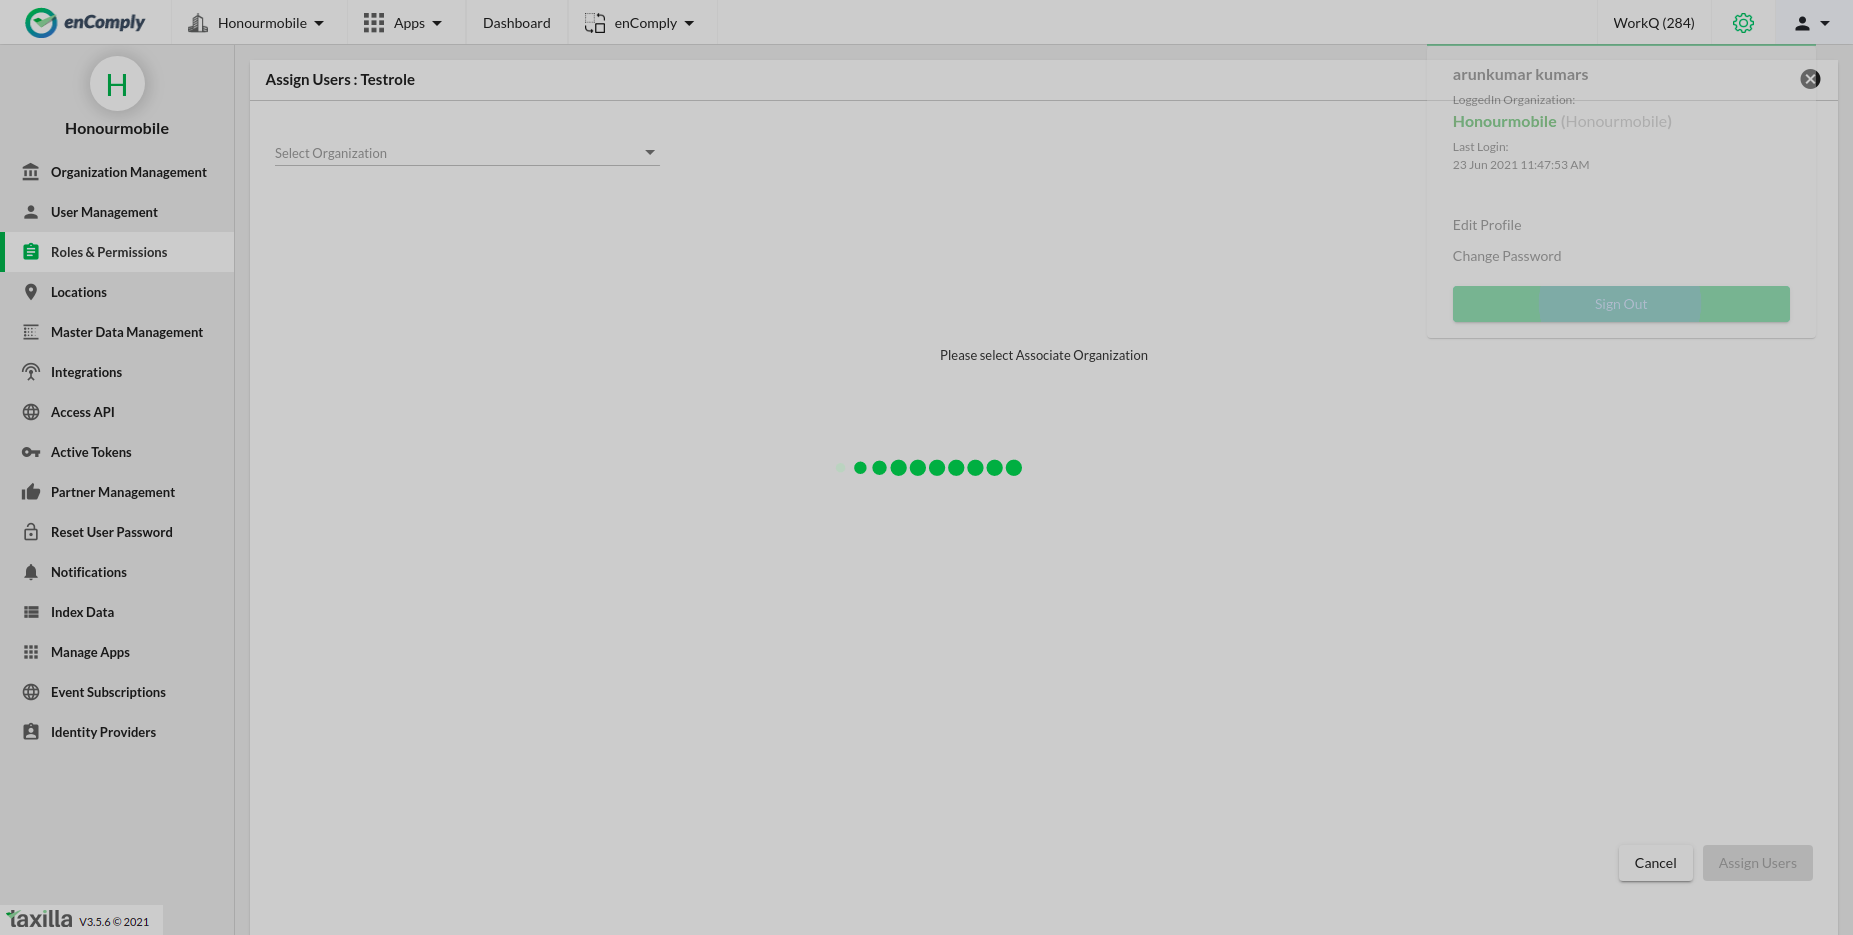 enComply
Honourmobile
Apps
Dashboard
enComply
WorkQ (284)
H
Honourmobile
Organization Management
User Management
Roles & Permissions
Locations
Master Data Management
Integrations
Access API
Active Tokens
Partner Management
Reset User Password
Notifications
Index Data
Manage Apps
Event Subscriptions
Identity Providers
taxilla V3.5.6 © 2021
Assign Users : Testrole
Select Organization
Please select Associate Organization
arunkumar kumars
LoggedIn Organization:
Honourmobile (Honourmobile)
Last Login:
23 Jun 2021 11:47:53 AM
Edit Profile
Change Password
Sign Out
Cancel
Assign Users